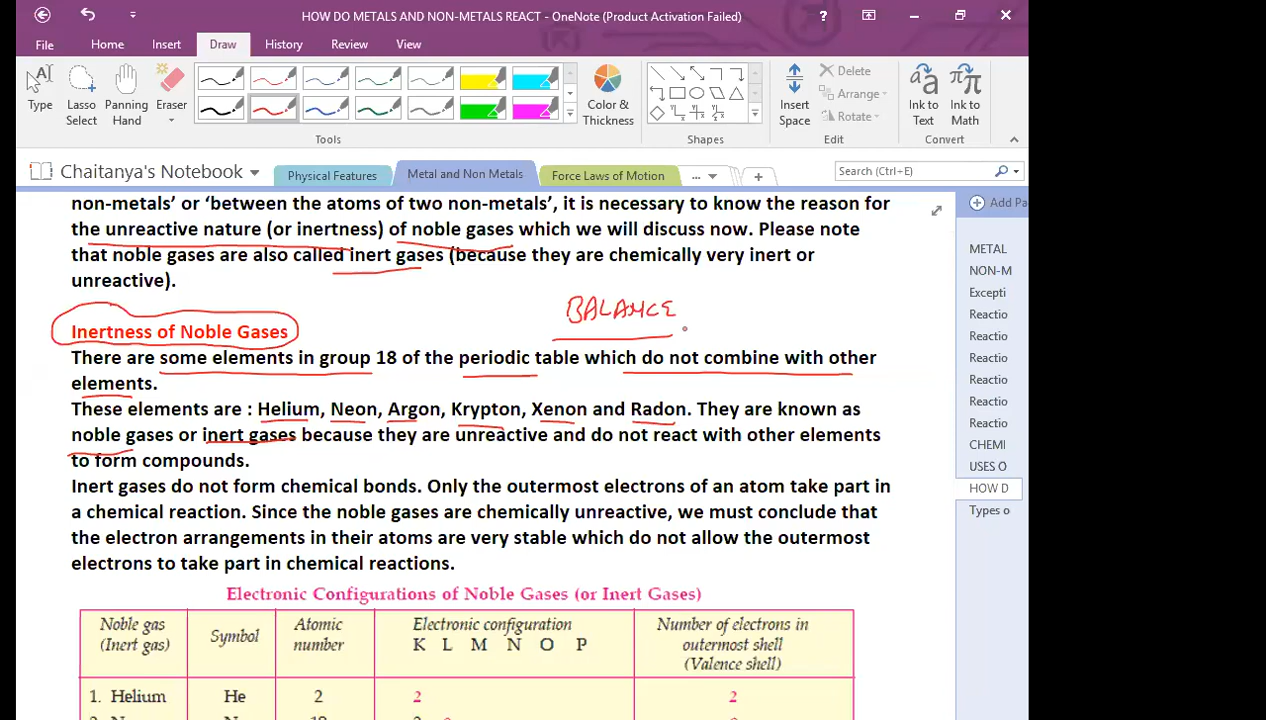 HOW DO METALS AND NON-METALS REACT - OneNote (Product Activation Failed)
File Home Insert Draw History Review View
Type Lasso Select Panning Hand Eraser Color & Thickness Insert Space Delete Arrange Rotate Ink to Text Ink to Math
Tools Shapes Edit Convert
Chaitanya's Notebook Physical Features Metal and Non Metals Force Laws of Motion ... Search (Ctrl+E)
non-metals' or 'between the atoms of two non-metals', it is necessary to know the reason for
the unreactive nature (or inertness) of noble gases which we will discuss now. Please note
that noble gases are also called inert gases (because they are chemically very inert or
unreactive).
BALANCE
Inertness of Noble Gases
There are some elements in group 18 of the periodic table which do not combine with other
elements.
These elements are : Helium, Neon, Argon, Krypton, Xenon and Radon. They are known as
noble gases or inert gases because they are unreactive and do not react with other elements
to form compounds.
Inert gases do not form chemical bonds. Only the outermost electrons of an atom take part in
a chemical reaction. Since the noble gases are chemically unreactive, we must conclude that
the electron arrangements in their atoms are very stable which do not allow the outermost
electrons to take part in chemical reactions.
Electronic Configurations of Noble Gases (or Inert Gases)
Noble gas (Inert gas) Symbol Atomic number Electronic configuration K L M N O P Number of electrons in outermost shell (Valence shell)
1. Helium He 2 2 2
Add Pa
METAL
NON-M
Excepti
Reactio
Reactio
Reactio
Reactio
Reactio
Reactio
CHEMI
USES O
HOW D
Types o